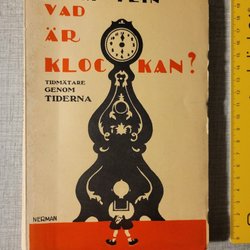 VAD
ÄR
KLOCKAN?
TIDMÄTARE
GENOM
TIDERNA
NERMAN